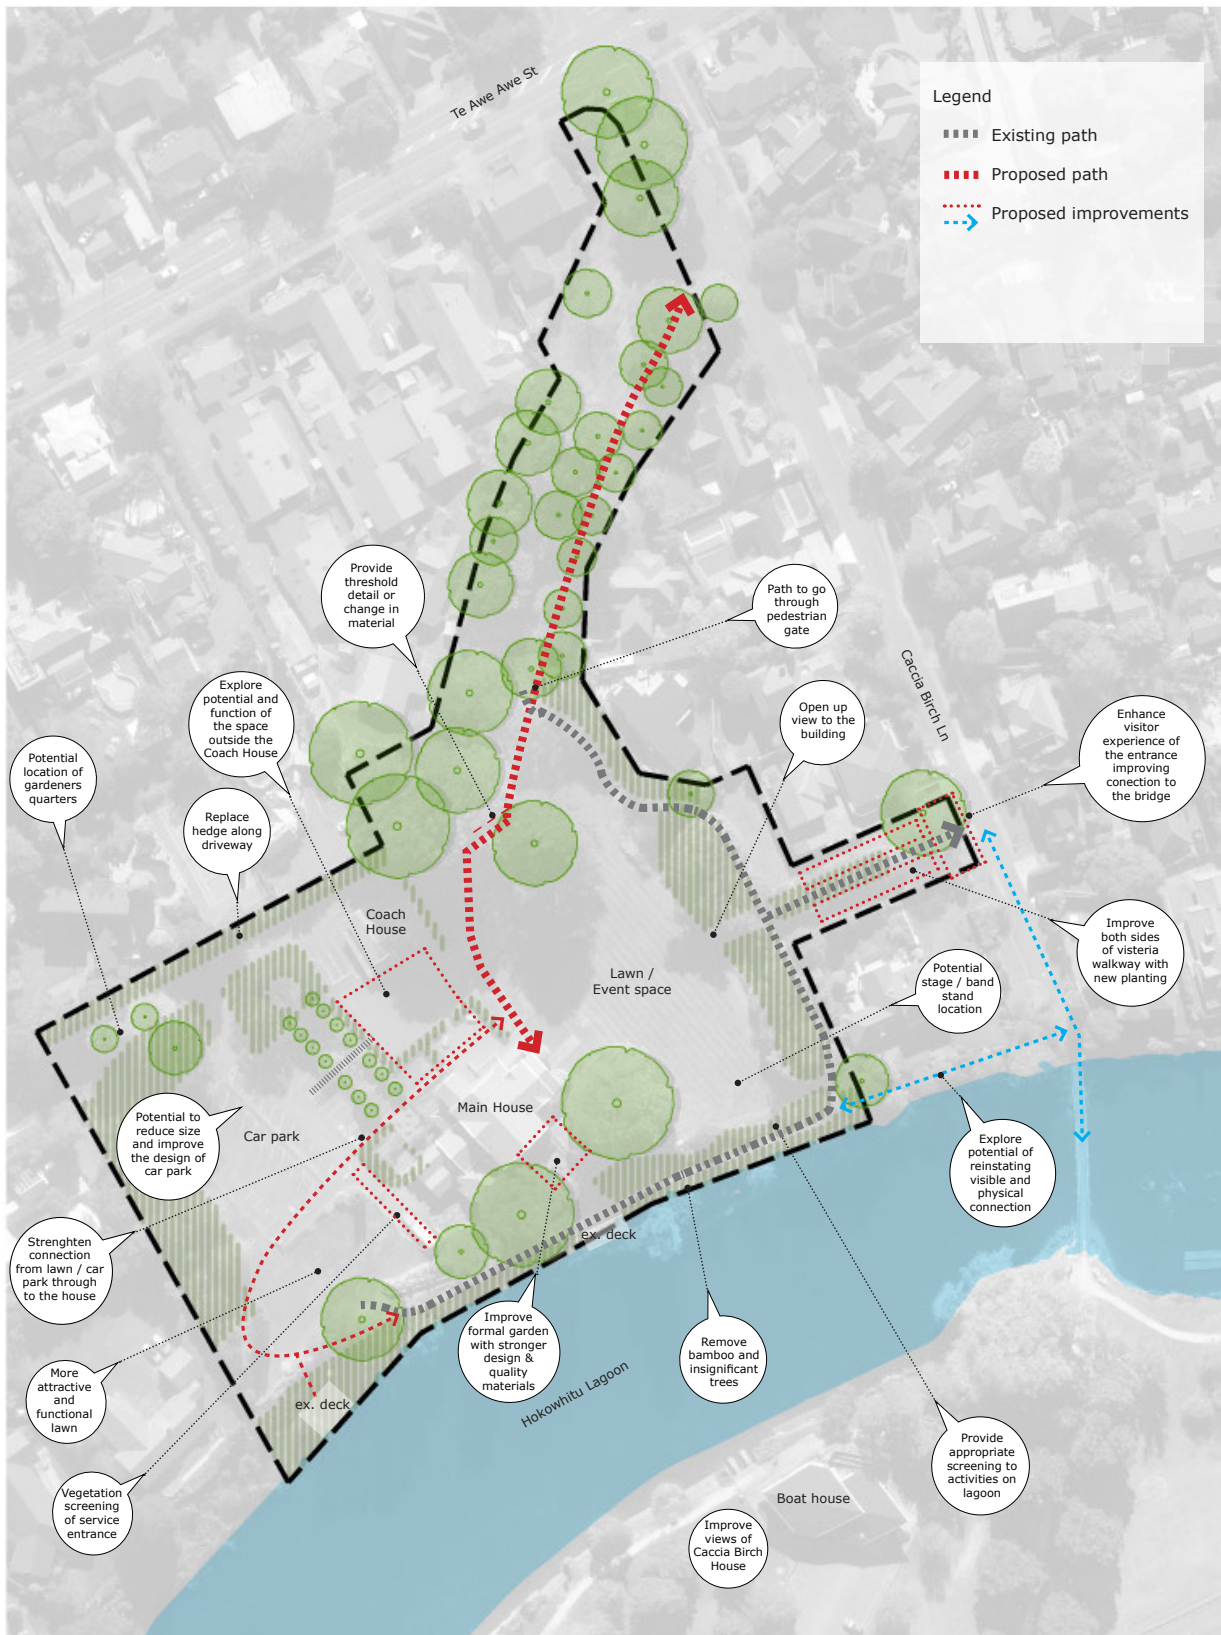 Te Awe Awe St
Legend
Existing path
Proposed path
Proposed improvements
Provide
threshold
detail or
change in
material
Path to go
through
pedestrian
gate
Caccia Birch Ln
Explore
potential and
function of
the space
outside the
Coach House
Open up
view to the
building
Enhance
visitor
experience of
the entrance
improving
conection to
the bridge
Potential
location of
gardeners
quarters
Replace
hedge along
driveway
Coach
House
Lawn /
Event space
Potential
stage / band
stand
location
Improve
both sides
of visteria
walkway with
new planting
Main House
Potential to
reduce size
and improve
the design of
car park
Car park
Explore
potential of
reinstating
visible and
physical
connection
Strenghten
connection
from lawn / car
park through
to the house
ex. deck
Improve
formal garden
with stronger
design &
quality
materials
Remove
bamboo and
insignificant
trees
More
attractive
and
functional
lawn
ex. deck
Hokowhitu Lagoon
Provide
appropriate
screening to
activities on
lagoon
Vegetation
screening
of service
entrance
Boat house
Improve
views of
Caccia Birch
House